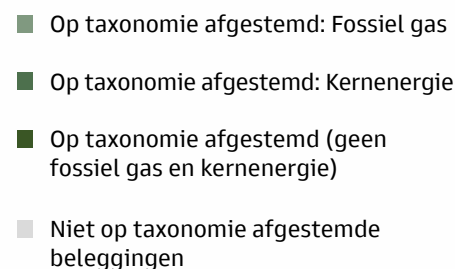 Op taxonomie afgestemd: Fossiel gas
Op taxonomie afgestemd: Kernenergie
Op taxonomie afgestemd (geen
fossiel gas en kernenergie)
Niet op taxonomie afgestemde
beleggingen